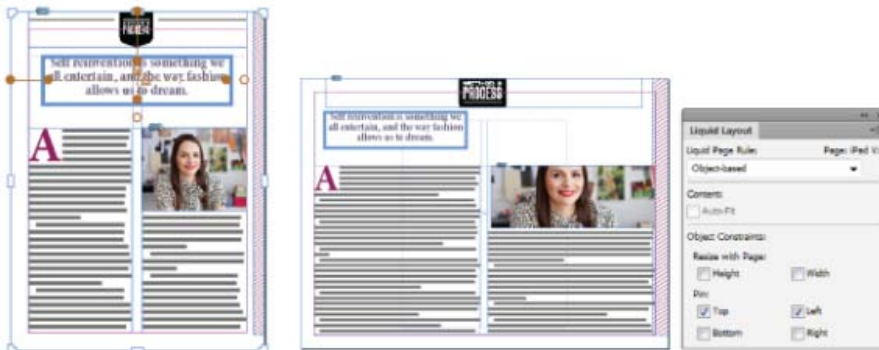 PROCESS
Self reinvention is something we
all entertain, and the way fashion
allows us to dream.
A
PROCESS
Self reinvention is something we
all entertain, and the way fashion
allows us to dream.
A
Liquid Layout
Liquid Page Rule: Page: iPad V
Object-based
Content:
Auto-Fit
Object Constraints:
Resize with Page:
Height Width
Pin:
Top Left
Bottom Right